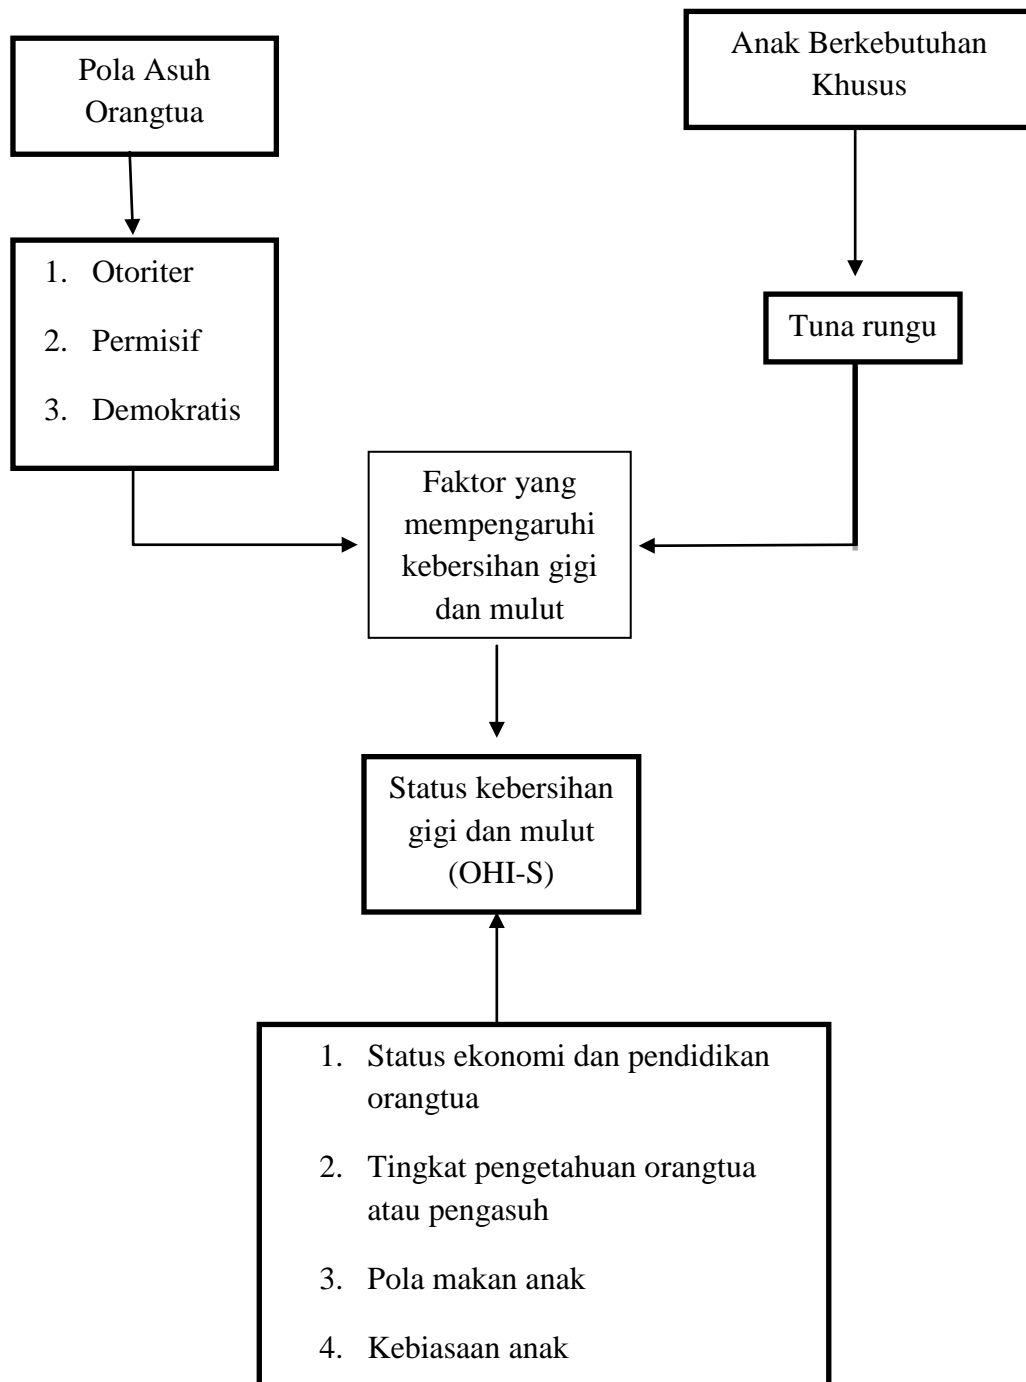 Pola Asuh
Orangtua
Anak Berkebutuhan
Khusus
1. Otoriter
2. Permisif
3. Demokratis
Tuna rungu
Faktor yang
mempengaruhi
kebersihan gigi
dan mulut
Status kebersihan
gigi dan mulut
(OHI-S)
1. Status ekonomi dan pendidikan
orangtua
2. Tingkat pengetahuan orangtua
atau pengasuh
3. Pola makan anak
4. Kebiasaan anak